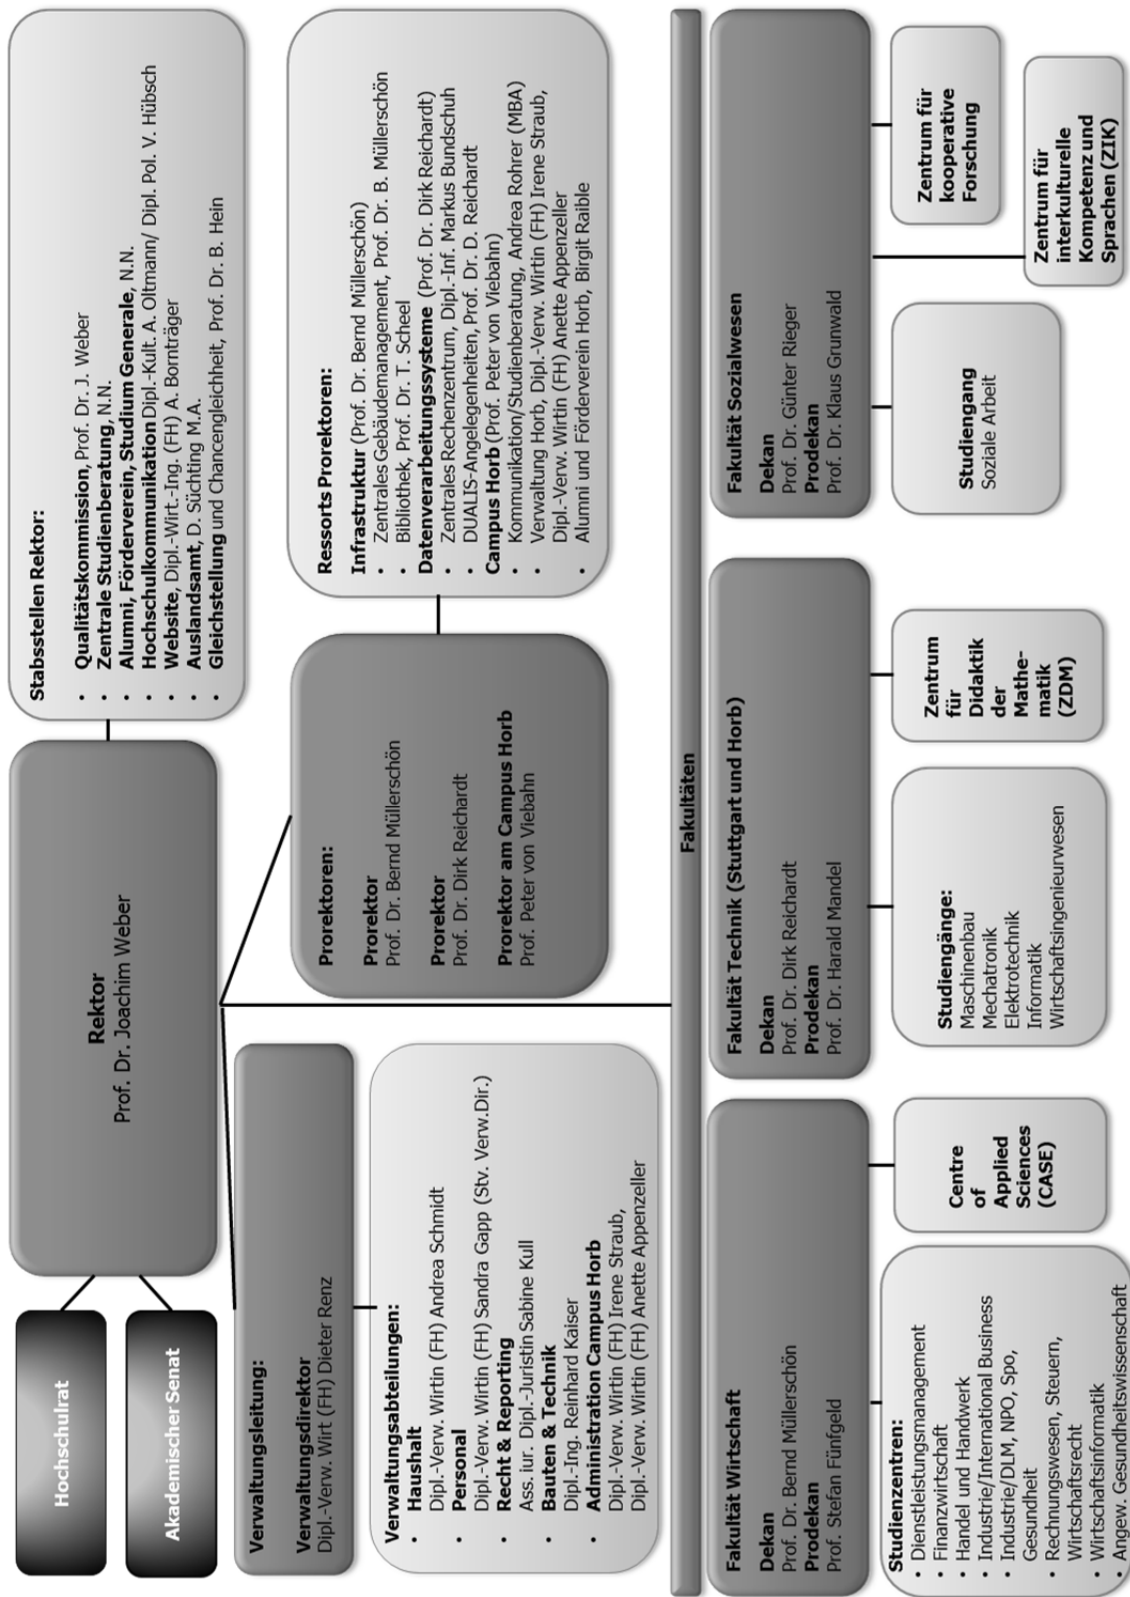 Hochschulrat
Akademischer Senat
Rektor
Prof. Dr. Joachim Weber
Stabsstellen Rektor:
• Qualitätskommission, Prof. Dr. J. Weber
• Zentrale Studienberatung, N.N.
• Alumni, Förderverein, Studium Generale, N.N.
• Hochschulkommunikation Dipl.-Kult. A. Oltmann/ Dipl. Pol. V. Hübsch
• Website, Dipl.-Wirt.-Ing. (FH) A. Bornträger
• Auslandsamt, D. Süchting M.A.
• Gleichstellung und Chancengleichheit, Prof. Dr. B. Hein
Verwaltungsleitung:
Verwaltungsdirektor
Dipl.-Verw. Wirt (FH) Dieter Renz
Verwaltungsabteilungen:
• Haushalt
Dipl.-Verw. Wirtin (FH) Andrea Schmidt
• Personal
Dipl.-Verw. Wirtin (FH) Sandra Gapp (Stv. Verw.Dir.)
• Recht & Reporting
Ass. iur. Dipl.-Juristin Sabine Kull
• Bauten & Technik
Dipl.-Ing. Reinhard Kaiser
• Administration Campus Horb
Dipl.-Verw. Wirtin (FH) Irene Straub,
Dipl.-Verw. Wirtin (FH) Anette Appenzeller
Prorektoren:
Prorektor
Prof. Dr. Bernd Müllerschön
Prorektor
Prof. Dr. Dirk Reichardt
Prorektor am Campus Horb
Prof. Peter von Viebahn
Ressorts Prorektoren:
Infrastruktur (Prof. Dr. Bernd Müllerschön)
• Zentrales Gebäudemanagement, Prof. Dr. B. Müllerschön
• Bibliothek, Prof. Dr. T. Scheel
Datenverarbeitungssysteme (Prof. Dr. Dirk Reichardt)
• Zentrales Rechenzentrum, Dipl.-Inf. Markus Bundschuh
• DUALIS-Angelegenheiten, Prof. Dr. D. Reichardt
Campus Horb (Prof. Peter von Viebahn)
• Kommunikation/Studienberatung, Andrea Rohrer (MBA)
• Verwaltung Horb, Dipl.-Verw. Wirtin (FH) Irene Straub,
Dipl.-Verw. Wirtin (FH) Anette Appenzeller
• Alumni und Förderverein Horb, Birgit Raible
Fakultäten
Fakultät Wirtschaft
Dekan
Prof. Dr. Bernd Müllerschön
Prodekan
Prof. Stefan Fünfgeld
Studienzentren:
• Dienstleistungsmanagement
• Finanzwirtschaft
• Handel und Handwerk
• Industrie/International Business
• Industrie/DLM, NPO, Spo,
Gesundheit
• Rechnungswesen, Steuern,
Wirtschaftsrecht
• Wirtschaftsinformatik
• Angew. Gesundheitswissenschaft
Centre
of
Applied
Sciences
(CASE)
Fakultät Technik (Stuttgart und Horb)
Dekan
Prof. Dr. Dirk Reichardt
Prodekan
Prof. Dr. Harald Mandel
Studiengänge:
Maschinenbau
Mechatronik
Elektrotechnik
Informatik
Wirtschaftsingenieurwesen
Zentrum
für
Didaktik
der
Mathe-
matik
(ZDM)
Fakultät Sozialwesen
Dekan
Prof. Dr. Günter Rieger
Prodekan
Prof. Dr. Klaus Grunwald
Studiengang
Soziale Arbeit
Zentrum für
kooperative
Forschung
Zentrum für
interkulturelle
Kompetenz und
Sprachen (ZIK)